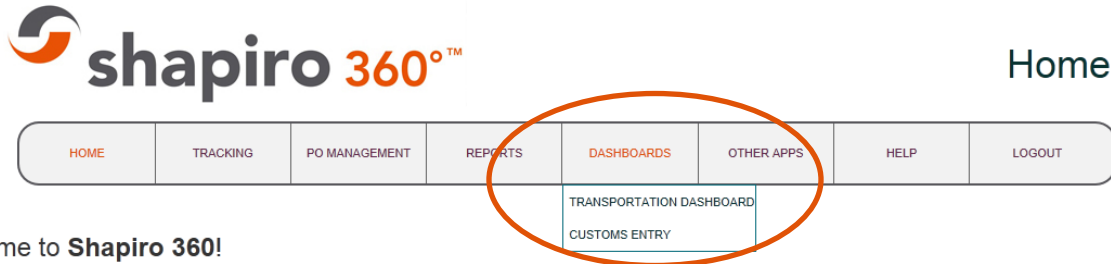 shapiro 360°™
Home
HOME TRACKING PO MANAGEMENT REPORTS DASHBOARDS OTHER APPS HELP LOGOUT
TRANSPORTATION DASHBOARD
CUSTOMS ENTRY
me to Shapiro 360!